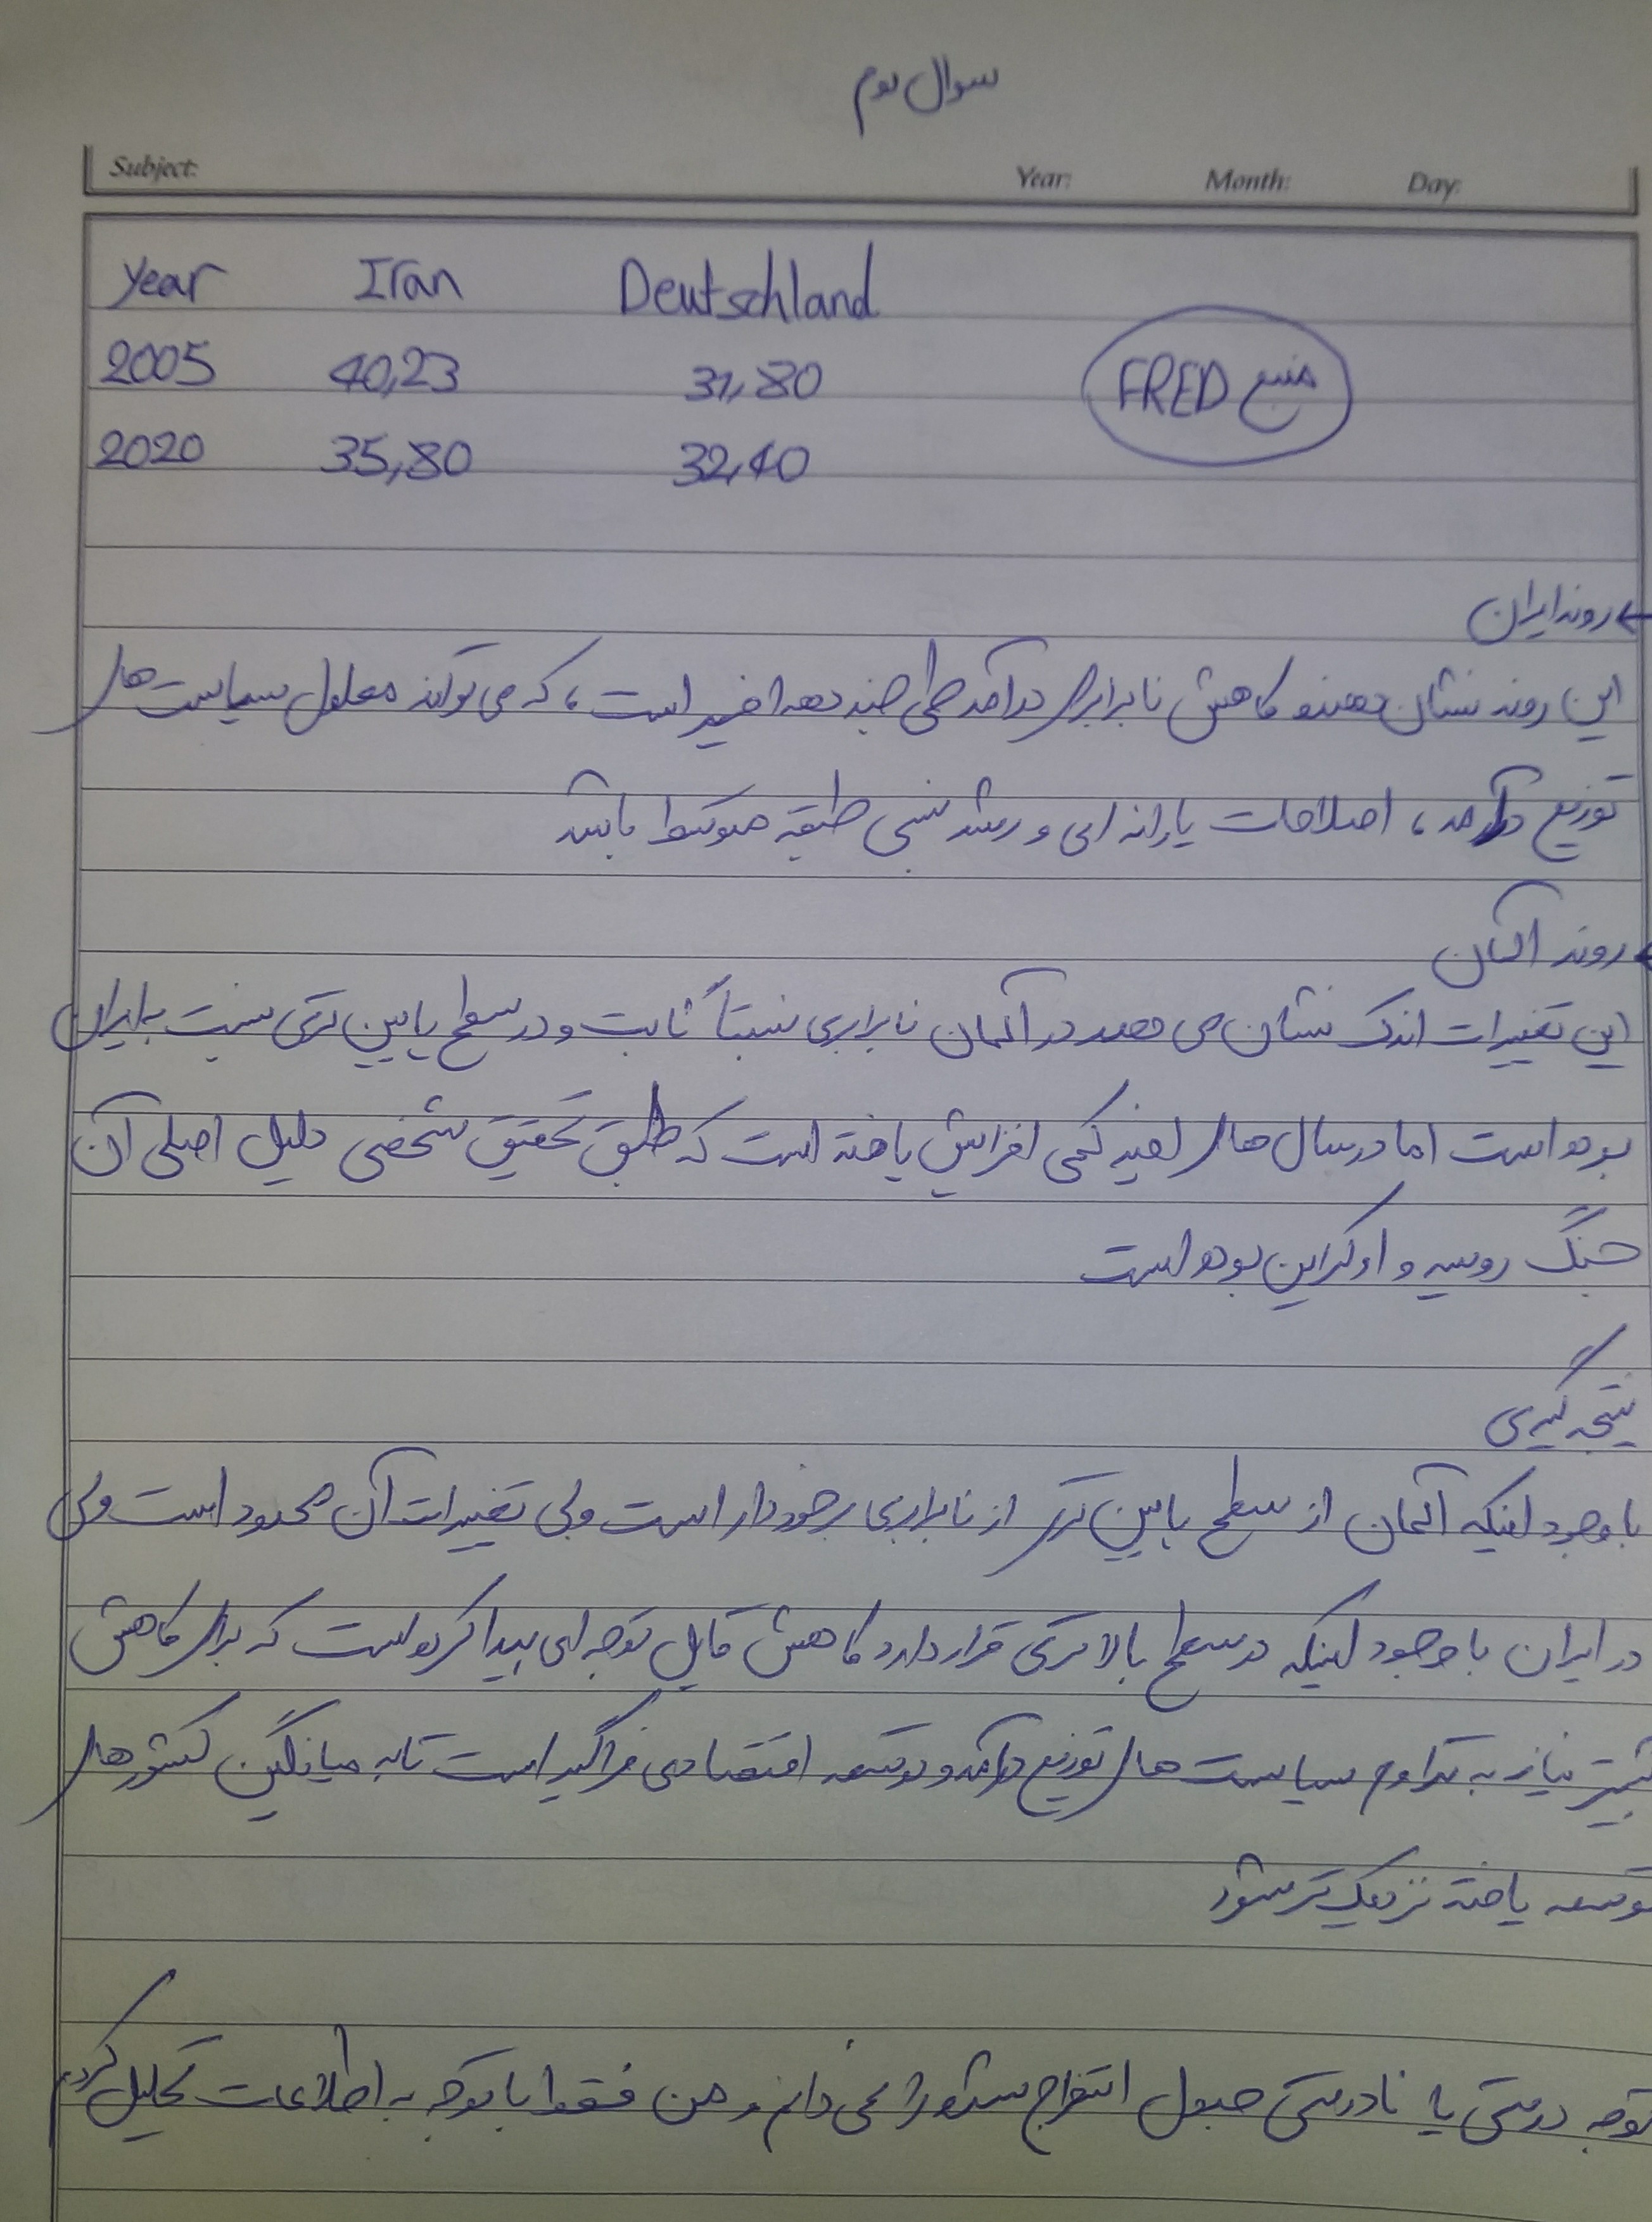 سوال دوم
Subject: Year: Month: Day:
Year Iran Deutschland
2005 40,23 31,80
منبع FRED
2020 35,80 32,40
← روند ایران
این روند نشان دهنده کاهش نابرابری درآمد طی چند دهه اخیر است، که می تواند معلول سیاست های
توزیع درآمد، اصلاحات یارانه ای و رشد نسبی طبقه متوسط باشد
← روند آلمان
این تغییرات اندک نشان می دهد در آلمان نابرابری نسبتاً ثابت و در سطح پایین تری نسبت به ایران
بوده است اما در سال های اخیر کمی افزایش یافته است که طبق تحقیق شخصی دلیل اصلی آن
جنگ روسیه و اوکراین بوده است
نتیجه گیری
با وجود اینکه آلمان از سطح پایین تری از نابرابری برخوردار است ولی تغییرات آن محدود است ولی
در ایران با وجود اینکه در سطح بالاتری قرار دارد کاهش قابل توجه ای پیدا کرده است که برای کاهش
بیشتر نیاز به تداوم سیاست های توزیع درآمد و توسعه اقتصادی فراگیر است تا به میانگین کشورهای
توسعه یافته نزدیک تر شود
توجه درستی یا نادرستی جدول استخراج شده را نمی دانم و من فقط با توجه به اطلاعات تحلیل کردم